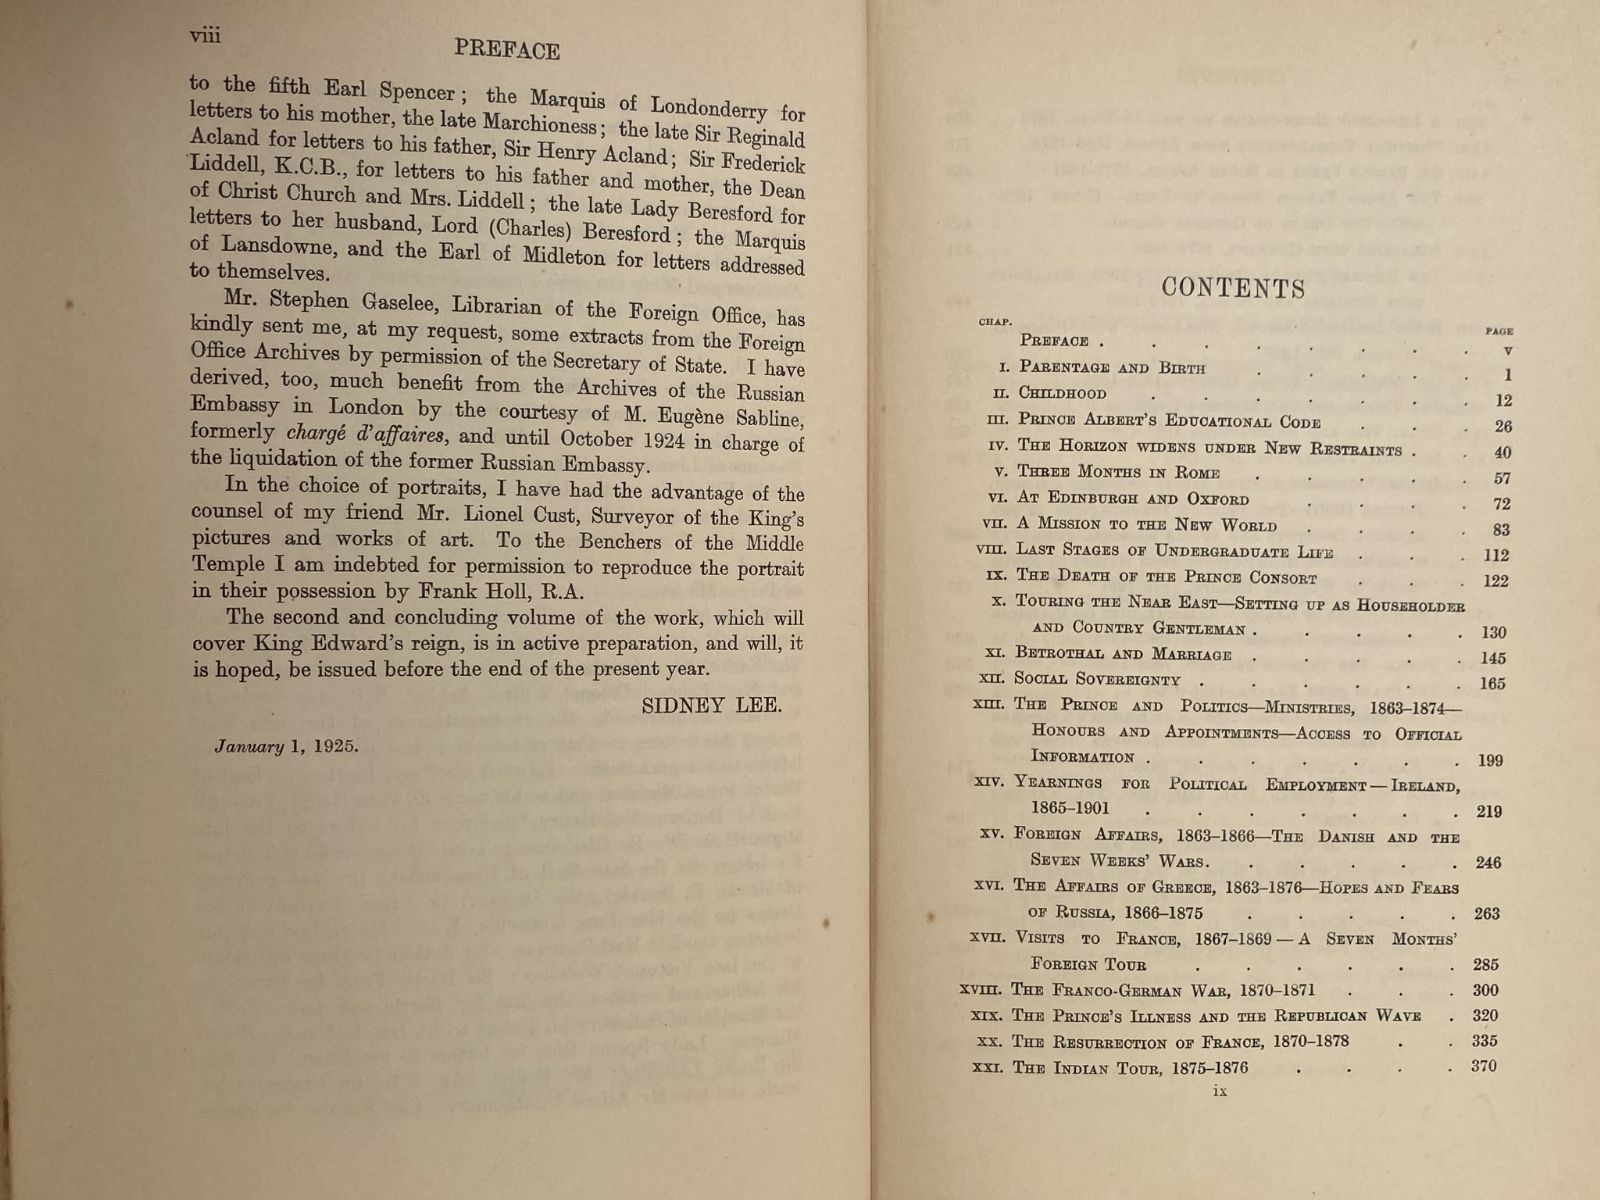 viii
PREFACE
to the fifth Earl Spencer; the Marquis of Londonderry for
letters to his mother, the late Marchioness; the late Sir Reginald
Acland for letters to his father, Sir Henry Acland; Sir Frederick
Liddell, K.C.B., for letters to his father and mother, the Dean
of Christ Church and Mrs. Liddell; the late Lady Beresford for
letters to her husband, Lord (Charles) Beresford; the Marquis
of Lansdowne, and the Earl of Midleton for letters addressed
to themselves.
Mr. Stephen Gaselee, Librarian of the Foreign Office, has
kindly sent me, at my request, some extracts from the Foreign
Office Archives by permission of the Secretary of State. I have
derived, too, much benefit from the Archives of the Russian
Embassy in London by the courtesy of M. Eugène Sabline,
formerly chargé d'affaires, and until October 1924 in charge of
the liquidation of the former Russian Embassy.
In the choice of portraits, I have had the advantage of the
counsel of my friend Mr. Lionel Cust, Surveyor of the King's
pictures and works of art. To the Benchers of the Middle
Temple I am indebted for permission to reproduce the portrait
in their possession by Frank Holl, R.A.
The second and concluding volume of the work, which will
cover King Edward's reign, is in active preparation, and will, it
is hoped, be issued before the end of the present year.
SIDNEY LEE.
January 1, 1925.
CONTENTS
CHAP. PAGE
PREFACE . . . . . . . . v
I. PARENTAGE AND BIRTH . . . . . 1
II. CHILDHOOD . . . . . . . 12
III. PRINCE ALBERT'S EDUCATIONAL CODE . . . 26
IV. THE HORIZON WIDENS UNDER NEW RESTRAINTS . . 40
V. THREE MONTHS IN ROME . . . . . 57
VI. AT EDINBURGH AND OXFORD . . . . 72
VII. A MISSION TO THE NEW WORLD . . . . 83
VIII. LAST STAGES OF UNDERGRADUATE LIFE . . . 112
IX. THE DEATH OF THE PRINCE CONSORT . . . 122
X. TOURING THE NEAR EAST—SETTING UP AS HOUSEHOLDER
AND COUNTRY GENTLEMAN . . . . . 130
XI. BETROTHAL AND MARRIAGE . . . . . 145
XII. SOCIAL SOVEREIGNTY . . . . . . 165
XIII. THE PRINCE AND POLITICS—MINISTRIES, 1863–1874—
HONOURS AND APPOINTMENTS—ACCESS TO OFFICIAL
INFORMATION . . . . . . . 199
XIV. YEARNINGS FOR POLITICAL EMPLOYMENT—IRELAND,
1865–1901 . . . . . . . 219
XV. FOREIGN AFFAIRS, 1863–1866—THE DANISH AND THE
SEVEN WEEKS' WARS. . . . . . 246
XVI. THE AFFAIRS OF GREECE, 1863–1876—HOPES AND FEARS
OF RUSSIA, 1866–1875 . . . . . 263
XVII. VISITS TO FRANCE, 1867–1869—A SEVEN MONTHS'
FOREIGN TOUR . . . . . . 285
XVIII. THE FRANCO-GERMAN WAR, 1870–1871 . . . 300
XIX. THE PRINCE'S ILLNESS AND THE REPUBLICAN WAVE . 320
XX. THE RESURRECTION OF FRANCE, 1870–1878 . . 335
XXI. THE INDIAN TOUR, 1875–1876 . . . . 370
ix